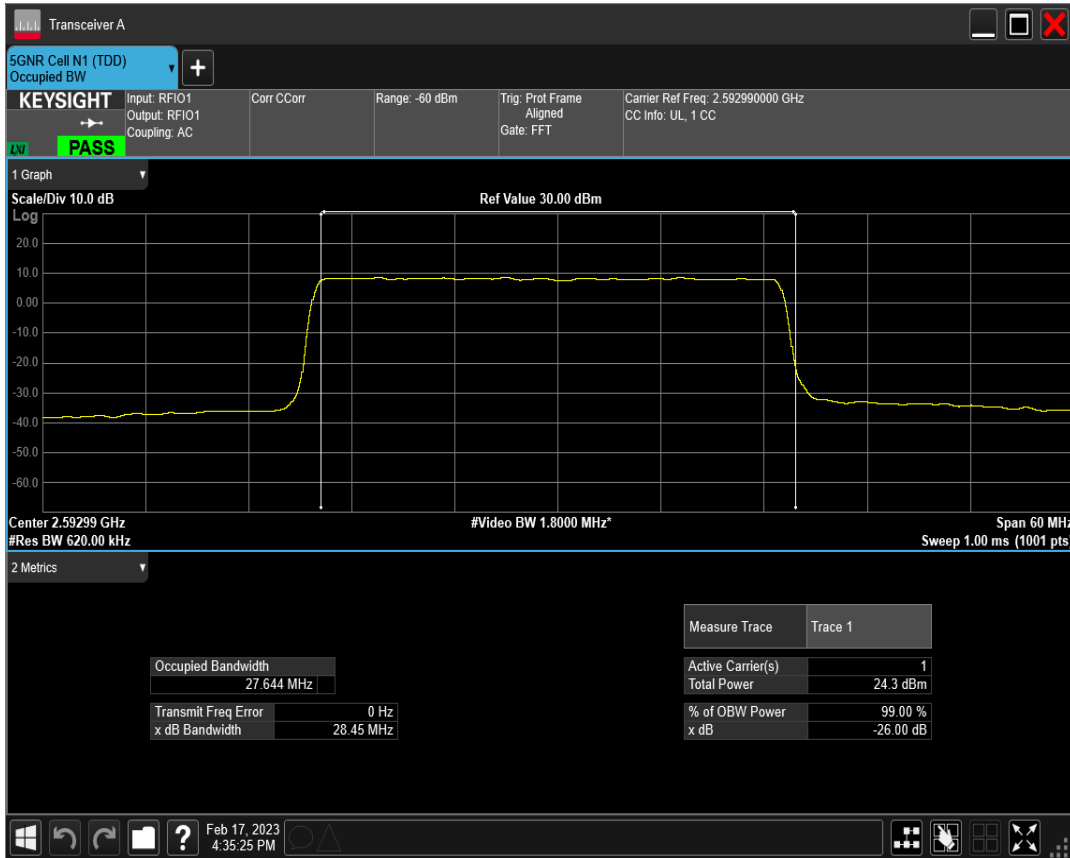 Transceiver A
5GNR Cell N1 (TDD)
Occupied BW
+
KEYSIGHT
LXI
PASS
Input: RFIO1
Output: RFIO1
Coupling: AC
Corr CCorr
Range: -60 dBm
Trig: Prot Frame
Aligned
Gate: FFT
Carrier Ref Freq: 2.592990000 GHz
CC Info: UL, 1 CC
1 Graph
Scale/Div 10.0 dB
Ref Value 30.00 dBm
Log
20.0
10.0
0.00
-10.0
-20.0
-30.0
-40.0
-50.0
-60.0
Center 2.59299 GHz
#Video BW 1.8000 MHz*
Span 60 MHz
#Res BW 620.00 kHz
Sweep 1.00 ms (1001 pts)
2 Metrics
Measure Trace Trace 1
Occupied Bandwidth
27.644 MHz
Active Carrier(s) 1
Total Power 24.3 dBm
Transmit Freq Error 0 Hz
x dB Bandwidth 28.45 MHz
% of OBW Power 99.00 %
x dB -26.00 dB
?
Feb 17, 2023
4:35:25 PM